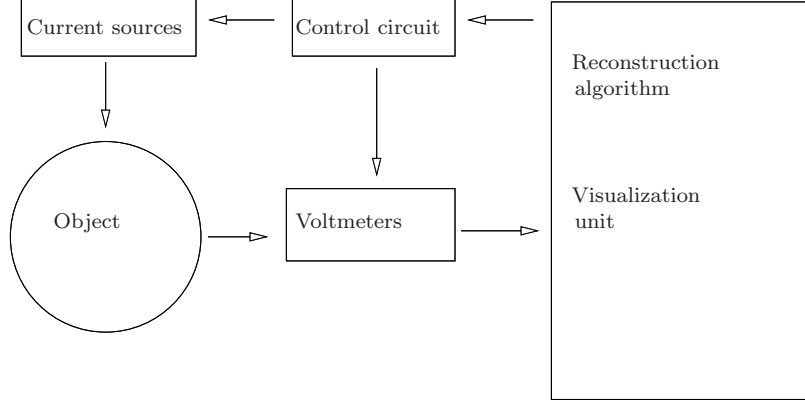 Current sources
Control circuit
Reconstruction
algorithm
Object
Voltmeters
Visualization
unit